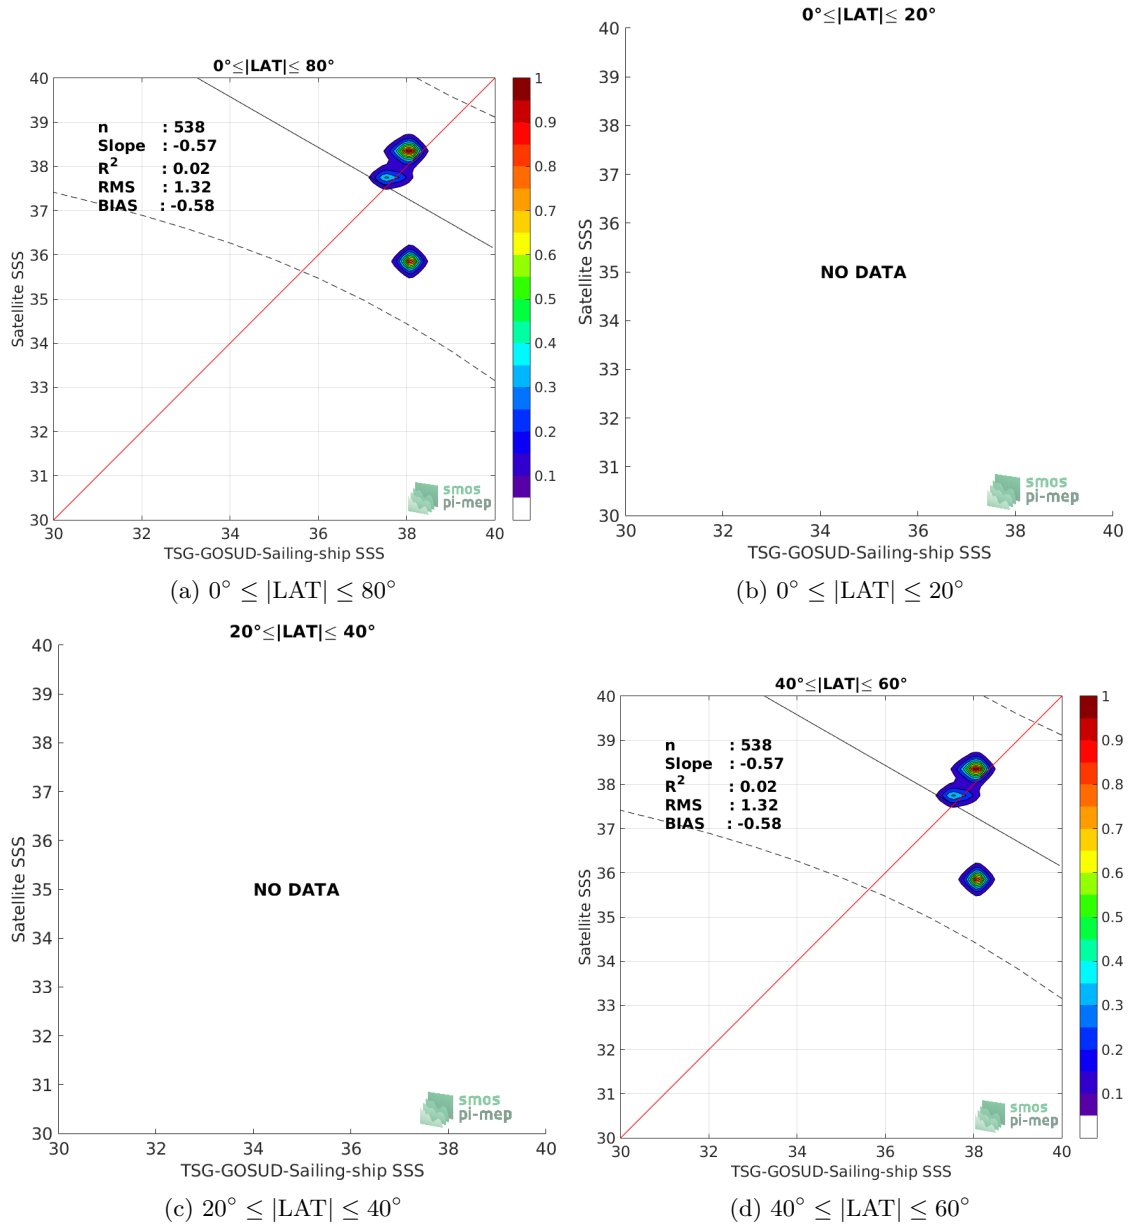 0°≤|LAT|≤ 80°
40
39
38
37
36
35
34
33
32
31
30
Satellite SSS
n : 538
Slope : -0.57
R2 : 0.02
RMS : 1.32
BIAS : -0.58
1
0.9
0.8
0.7
0.6
0.5
0.4
0.3
0.2
0.1
smos
pi-mep
30 32 34 36 38 40
TSG-GOSUD-Sailing-ship SSS
(a) 0° ≤ |LAT| ≤ 80°
0°≤|LAT|≤ 20°
40
39
38
37
36
35
34
33
32
31
30
Satellite SSS
NO DATA
smos
pi-mep
30 32 34 36 38 40
TSG-GOSUD-Sailing-ship SSS
(b) 0° ≤ |LAT| ≤ 20°
20°≤|LAT|≤ 40°
40
39
38
37
36
35
34
33
32
31
30
Satellite SSS
NO DATA
smos
pi-mep
30 32 34 36 38 40
TSG-GOSUD-Sailing-ship SSS
(c) 20° ≤ |LAT| ≤ 40°
40°≤|LAT|≤ 60°
40
39
38
37
36
35
34
33
32
31
30
Satellite SSS
n : 538
Slope : -0.57
R2 : 0.02
RMS : 1.32
BIAS : -0.58
1
0.9
0.8
0.7
0.6
0.5
0.4
0.3
0.2
0.1
smos
pi-mep
30 32 34 36 38 40
TSG-GOSUD-Sailing-ship SSS
(d) 40° ≤ |LAT| ≤ 60°